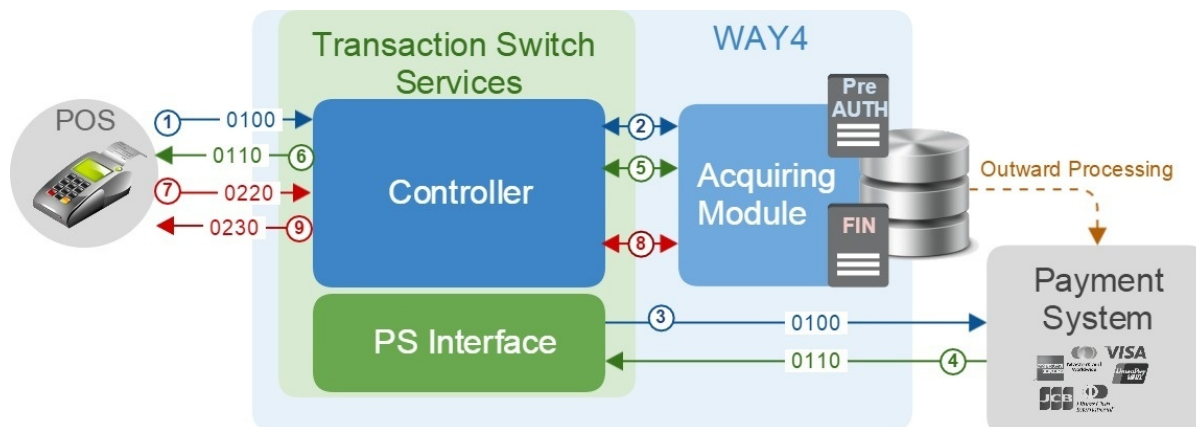 Transaction Switch
Services
WAY4
POS
1
0100
0110
6
7
0220
0230
9
Controller
2
5
8
Acquiring
Module
Pre
AUTH
FIN
Outward Processing
PS Interface
3
0100
0110
4
Payment
System
VISA
JCB